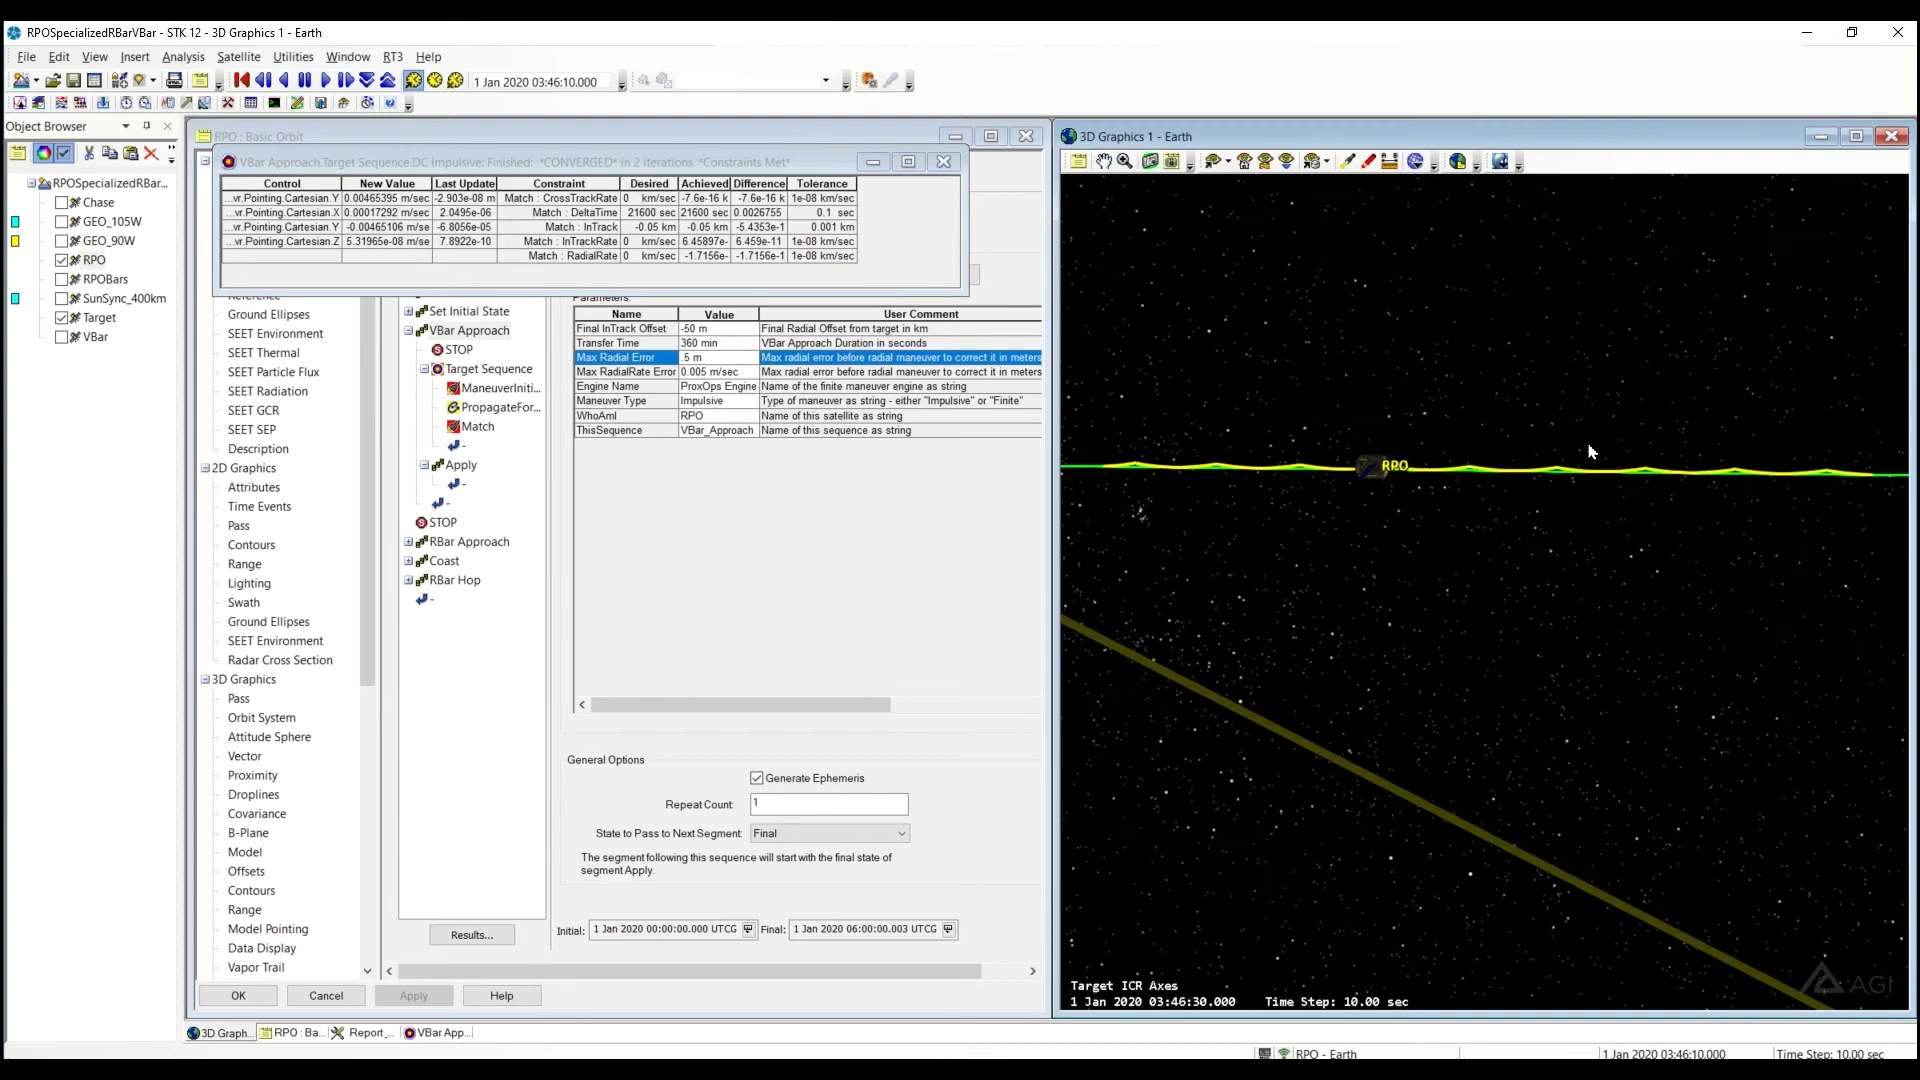 RPOSpecializedRBarVBar - STK 12 - 3D Graphics 1 - Earth
File Edit View Insert Analysis Satellite Utilities Window RT3 Help
1 Jan 2020 03:46:10.000
Object Browser
RPOSpecializedRBar...
Chase
GEO_105W
GEO_90W
RPO
RPOBars
SunSync_400km
Target
VBar
RPO : Basic Orbit
VBar Approach.Target Sequence.DC Impulsive: Finished: *CONVERGED* in 2 iterations. *Constraints Met*
Control New Value Last Update Constraint Desired Achieved Difference Tolerance
...vr.Pointing.Cartesian.Y 0.00465395 m/sec -2.903e-08 m Match : CrossTrackRate 0 km/sec -7.6e-16 k -7.6e-16 k 1e-08 km/sec
...vr.Pointing.Cartesian.X 0.00017292 m/sec 2.0495e-06 Match : DeltaTime 21600 sec 21600 sec 0.0026755 0.1 sec
...vr.Pointing.Cartesian.Y -0.00465106 m/se -6.8056e-05 Match : InTrack -0.05 km -0.05 km -5.4353e-1 0.001 km
...vr.Pointing.Cartesian.Z 5.31965e-08 m/se 7.8922e-10 Match : InTrackRate 0 km/sec 6.45897e- 6.459e-11 1e-08 km/sec
Match : RadialRate 0 km/sec -1.7156e- -1.7156e-1 1e-08 km/sec
Reference
Ground Ellipses
SEET Environment
SEET Thermal
SEET Particle Flux
SEET Radiation
SEET GCR
SEET SEP
Description
2D Graphics
Attributes
Time Events
Pass
Contours
Range
Lighting
Swath
Ground Ellipses
SEET Environment
Radar Cross Section
3D Graphics
Pass
Orbit System
Attitude Sphere
Vector
Proximity
Droplines
Covariance
B-Plane
Model
Offsets
Contours
Range
Model Pointing
Data Display
Vapor Trail
Set Initial State
VBar Approach
STOP
Target Sequence
ManeuverIniti...
PropagateFor...
Match
-
Apply
-
-
STOP
RBar Approach
Coast
RBar Hop
-
Results...
Parameters:
Name Value User Comment
Final InTrack Offset -50 m Final Radial Offset from target in km
Transfer Time 360 min VBar Approach Duration in seconds
Max Radial Error .5 m Max radial error before radial maneuver to correct it in meters
Max RadialRate Error 0.005 m/sec Max radial error before radial maneuver to correct it in meters
Engine Name ProxOps Engine Name of the finite maneuver engine as string
Maneuver Type Impulsive Type of maneuver as string - either "Impulsive" or "Finite"
WhoAmI RPO Name of this satellite as string
ThisSequence VBar_Approach Name of this sequence as string
General Options
Generate Ephemeris
Repeat Count: 1
State to Pass to Next Segment: Final
The segment following this sequence will start with the final state of
segment Apply.
Initial: 1 Jan 2020 00:00:00.000 UTCG Final: 1 Jan 2020 06:00:00.003 UTCG
OK Cancel Apply Help
3D Graphics 1 - Earth
RPO
Target ICR Axes
1 Jan 2020 03:46:30.000 Time Step: 10.00 sec
AGI
3D Graph... RPO : Ba... Report_... VBar App...
RPO - Earth 1 Jan 2020 03:46:10.000 Time Step: 10.00 sec